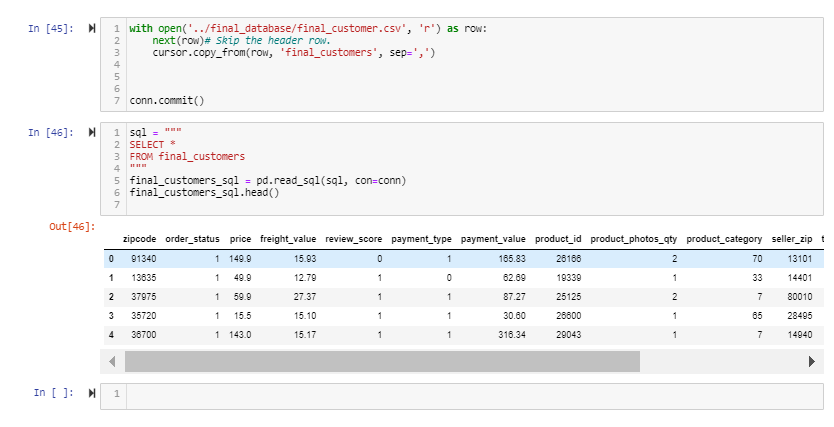 In [45]:
1 with open('../final_database/final_customer.csv', 'r') as row:
2 next(row)# Skip the header row.
3 cursor.copy_from(row, 'final_customers', sep=',')
4
5
6
7 conn.commit()
In [46]:
1 sql = """
2 SELECT *
3 FROM final_customers
4 """
5 final_customers_sql = pd.read_sql(sql, con=conn)
6 final_customers_sql.head()
7
Out[46]:
zipcode order_status price freight_value review_score payment_type payment_value product_id product_photos_qty product_category seller_zip t
0 91340 1 149.9 15.93 0 1 165.83 26166 2 70 13101
1 13635 1 49.9 12.79 1 0 62.69 19339 1 33 14401
2 37975 1 59.9 27.37 1 1 87.27 25125 2 7 80010
3 35720 1 15.5 15.10 1 1 30.60 26600 1 65 28495
4 36700 1 143.0 15.17 1 1 316.34 29043 1 7 14940
In [ ]:
1